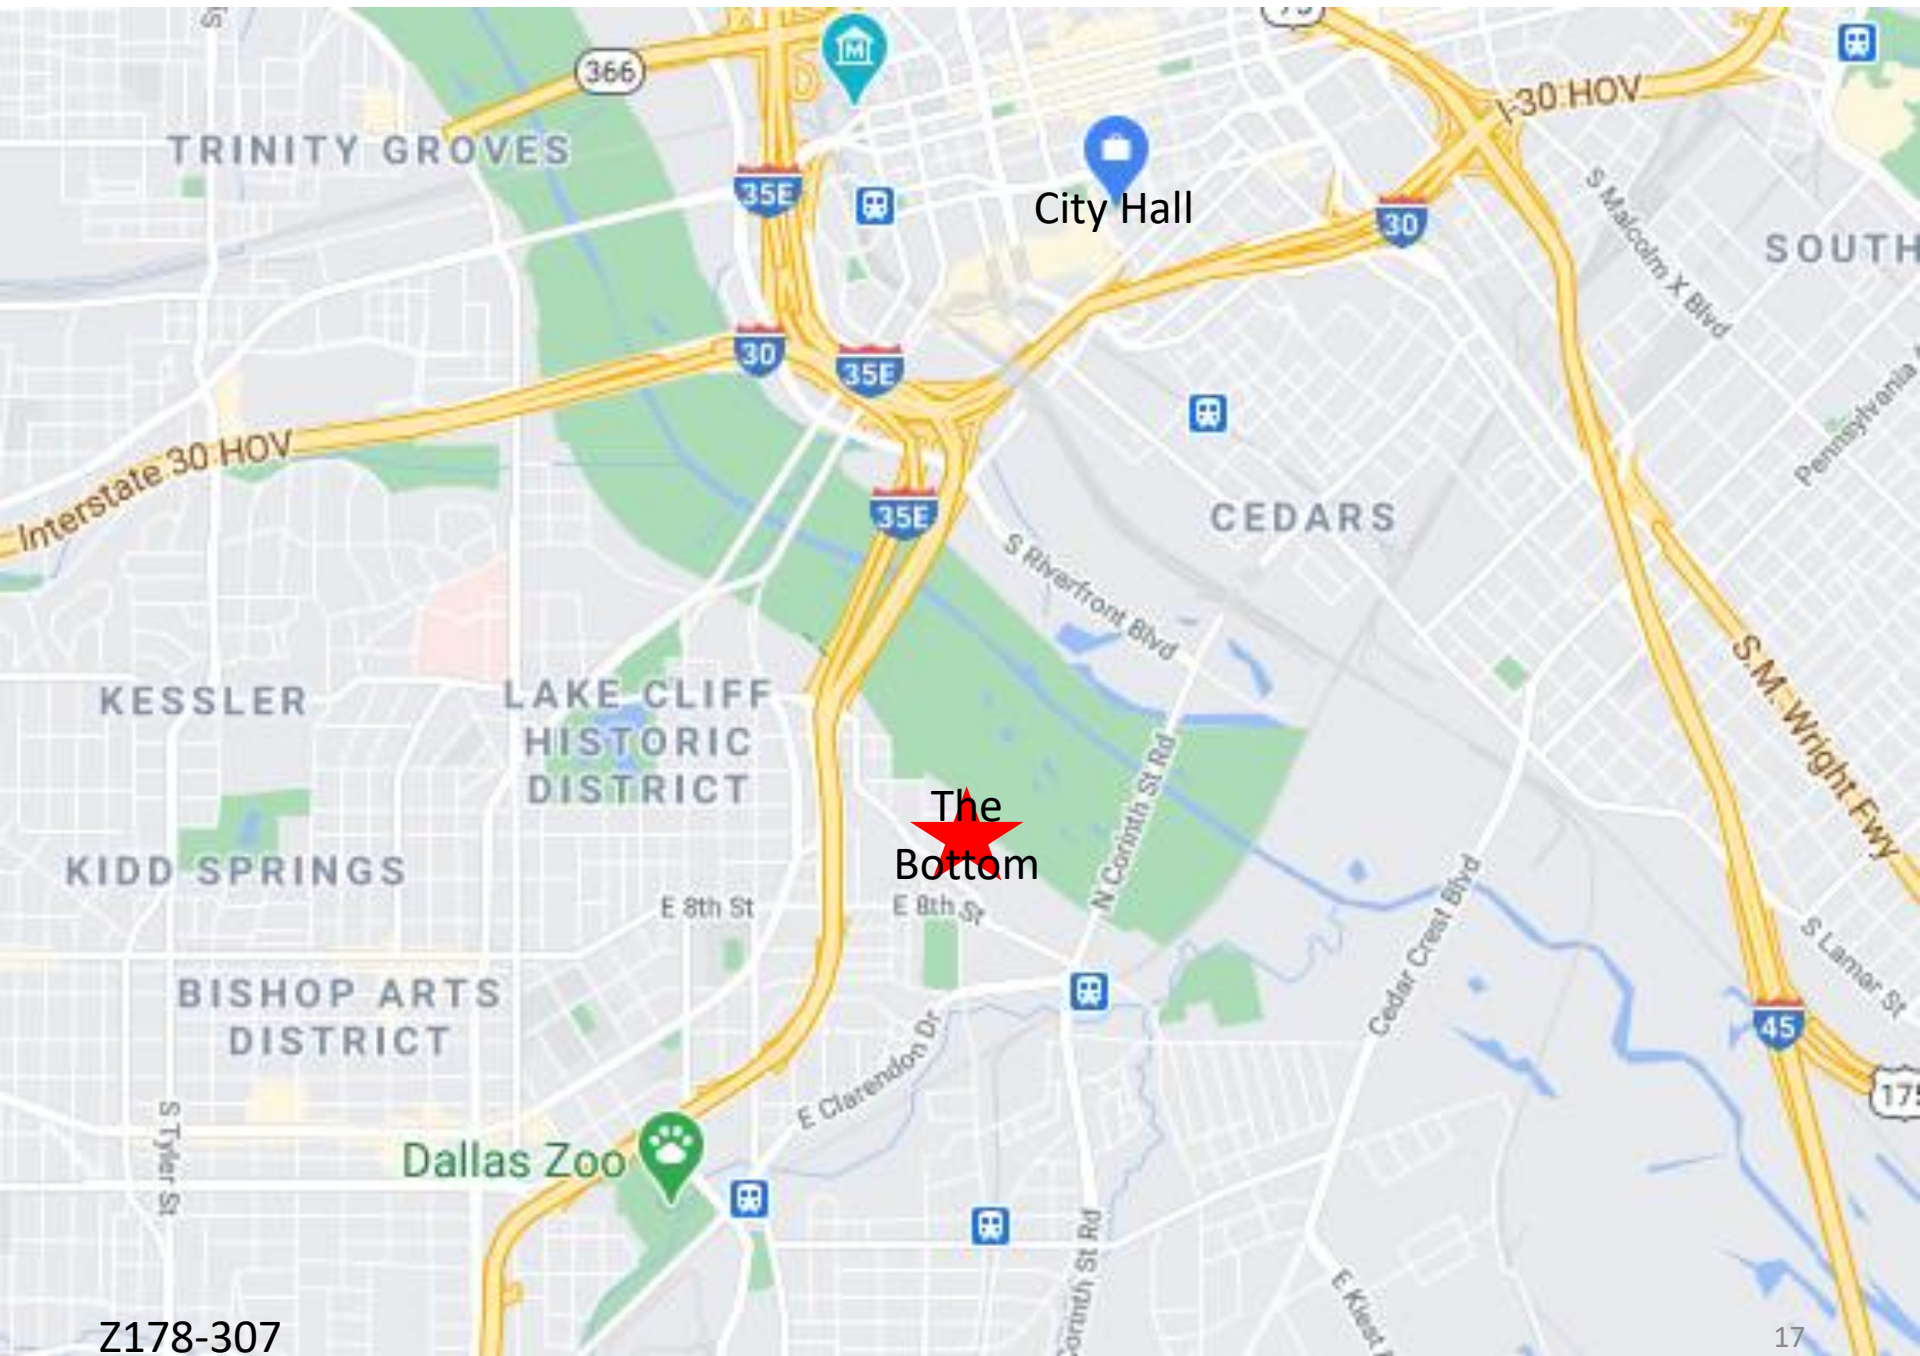 366
I-30 HOV
TRINITY GROVES
35E
City Hall
30
S Malcolm X Blvd
SOUTH
30
35E
Pennsylvania
Interstate 30 HOV
35E
CEDARS
S Riverfront Blvd
KESSLER
LAKE CLIFF
HISTORIC
DISTRICT
S.M. Wright Fwy
N Corinth St Rd
The
Bottom
KIDD SPRINGS
E 8th St
E 8th St
Cedar Crest Blvd
S Lamar St
BISHOP ARTS
DISTRICT
45
E Clarendon Dr
175
S Tyler St
Dallas Zoo
Corinth St Rd
E Kiest
Z178-307
17